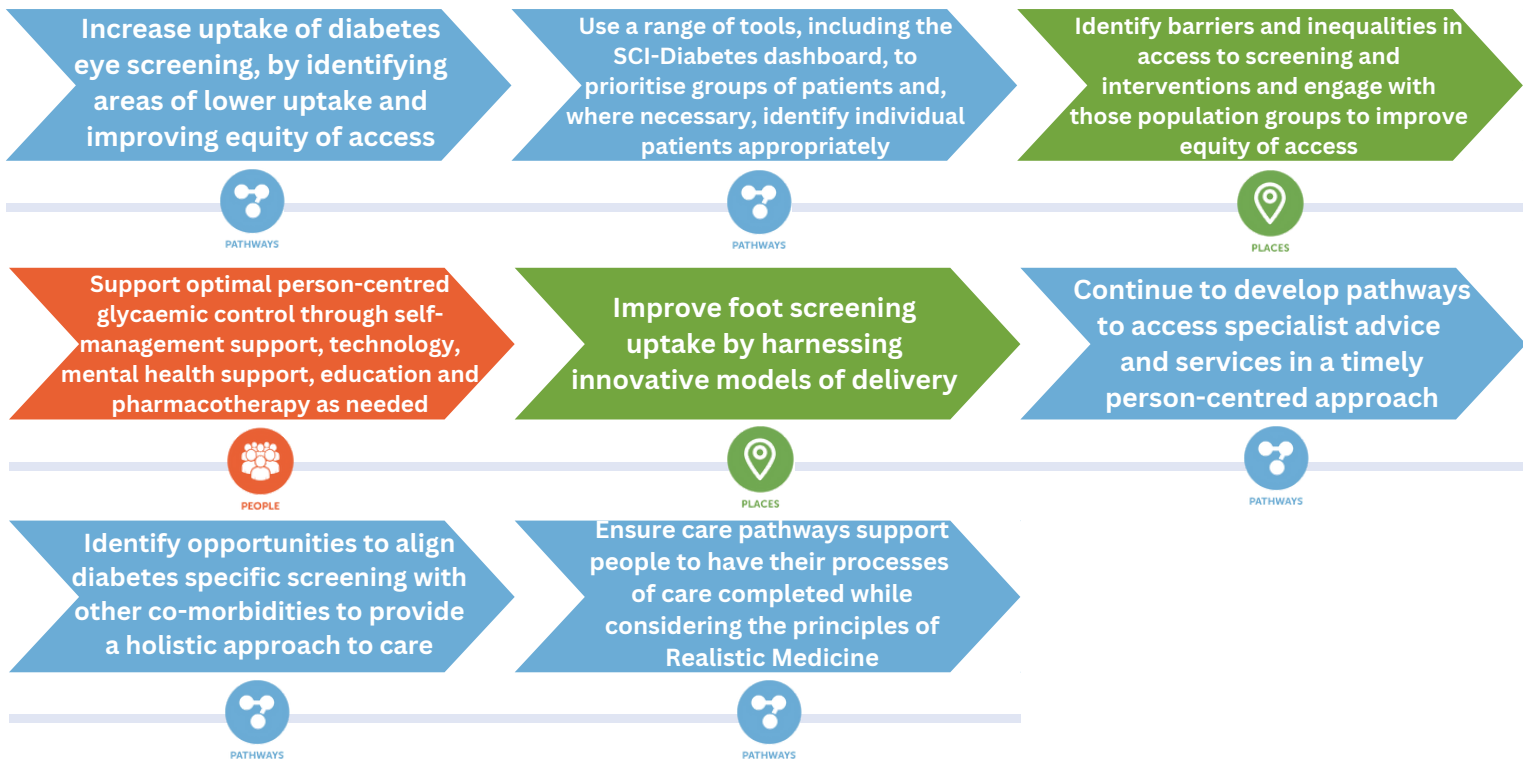 Increase uptake of diabetes
eye screening, by identifying
areas of lower uptake and
improving equity of access
PATHWAYS
Use a range of tools, including the
SCI-Diabetes dashboard, to
prioritise groups of patients and,
where necessary, identify individual
patients appropriately
PATHWAYS
Identify barriers and inequalities in
access to screening and
interventions and engage with
those population groups to improve
equity of access
PLACES
Support optimal person-centred
glycaemic control through self-
management support, technology,
mental health support, education and
pharmacotherapy as needed
PEOPLE
Improve foot screening
uptake by harnessing
innovative models of delivery
PLACES
Continue to develop pathways
to access specialist advice
and services in a timely
person-centred approach
PATHWAYS
Identify opportunities to align
diabetes specific screening with
other co-morbidities to provide
a holistic approach to care
PATHWAYS
Ensure care pathways support
people to have their processes
of care completed while
considering the principles of
Realistic Medicine
PATHWAYS